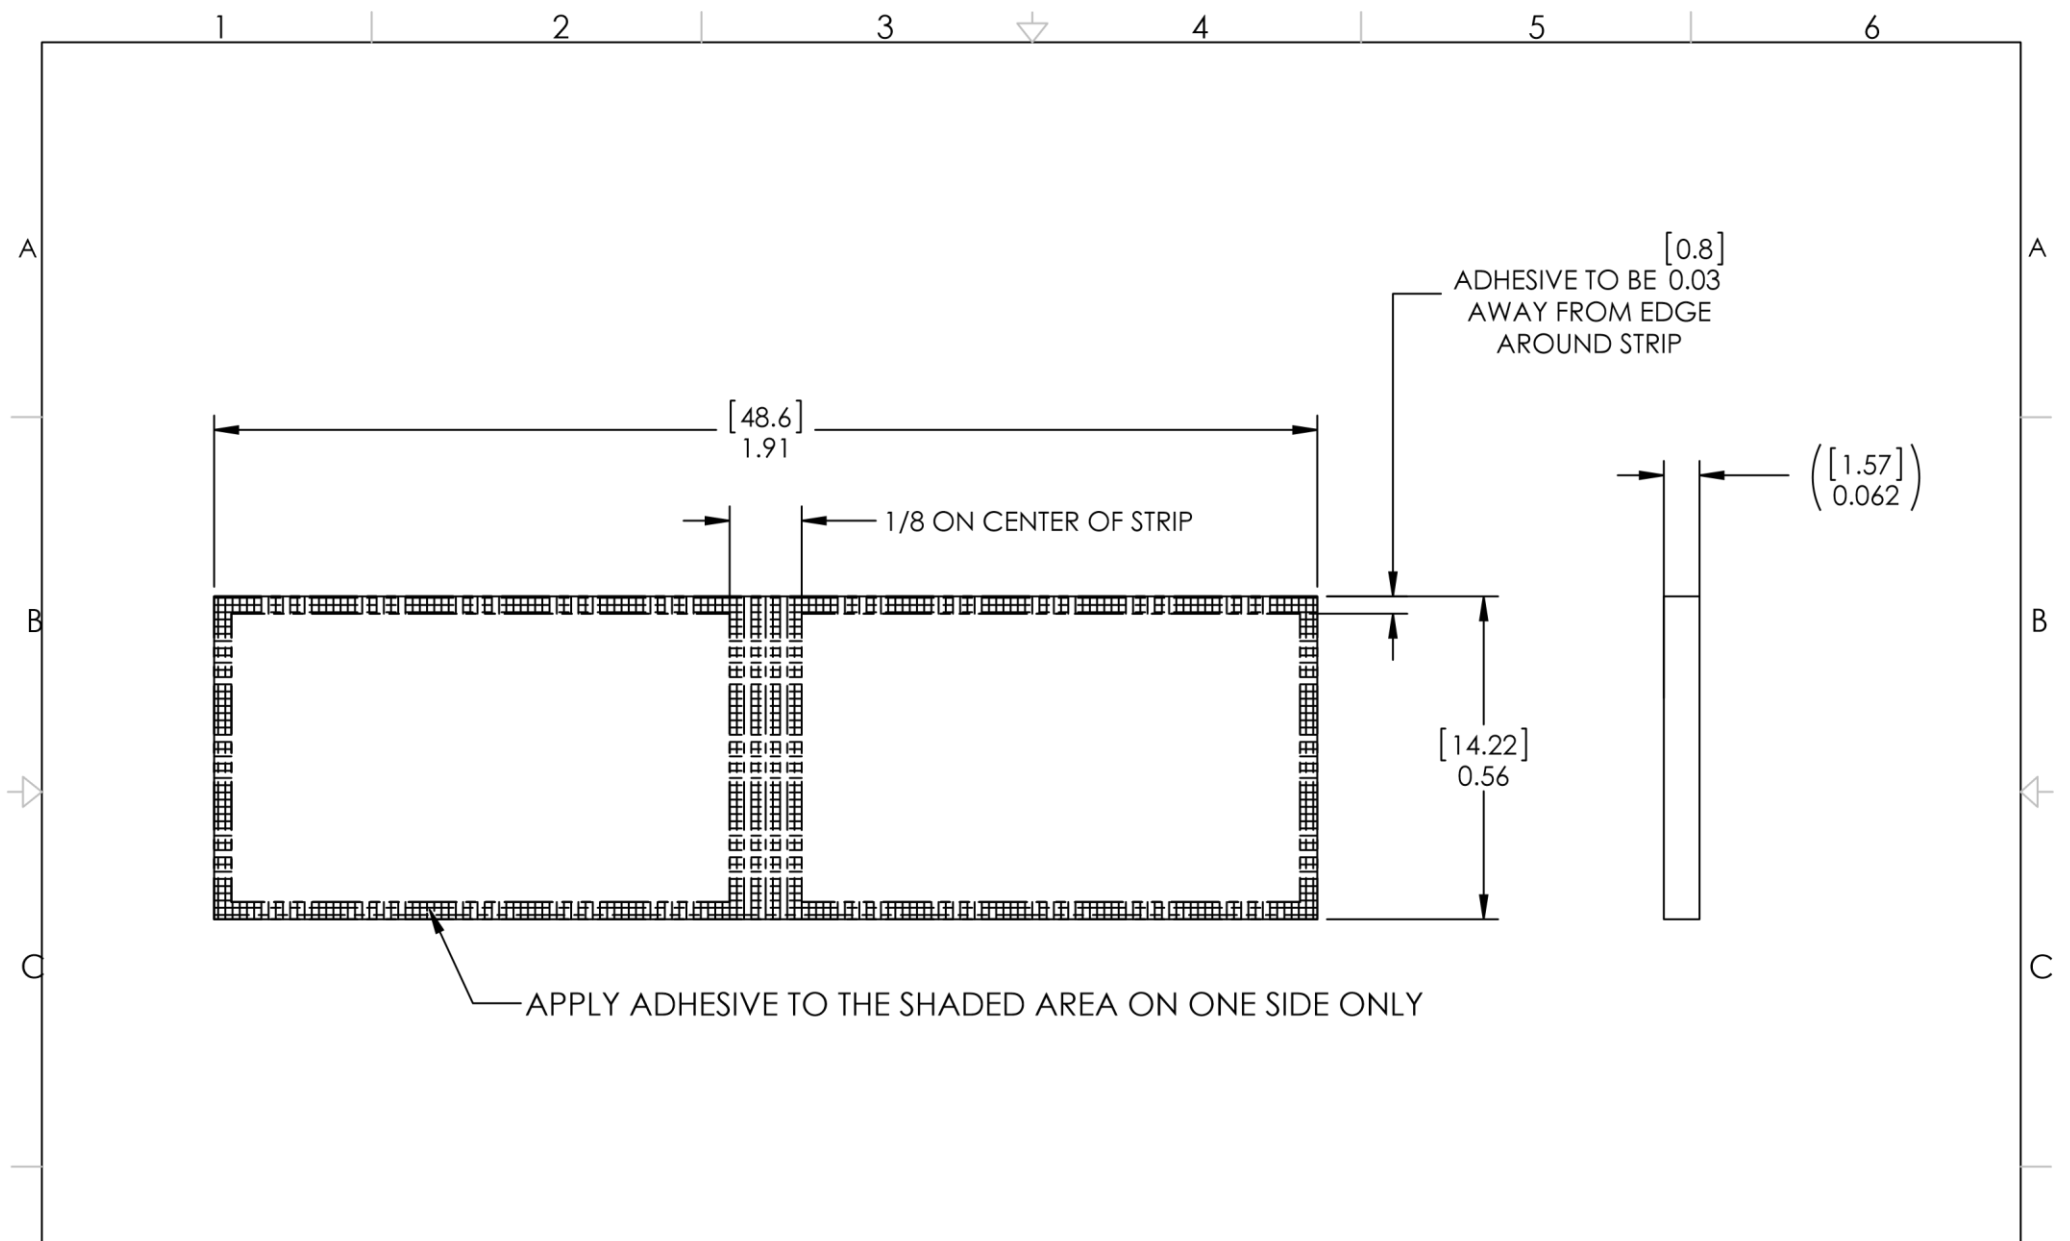 1 2 3 4 5 6
A A
[0.8]
ADHESIVE TO BE 0.03
AWAY FROM EDGE
AROUND STRIP
[48.6]
1.91
([1.57]
0.062)
1/8 ON CENTER OF STRIP
B B
[14.22]
0.56
C C
APPLY ADHESIVE TO THE SHADED AREA ON ONE SIDE ONLY